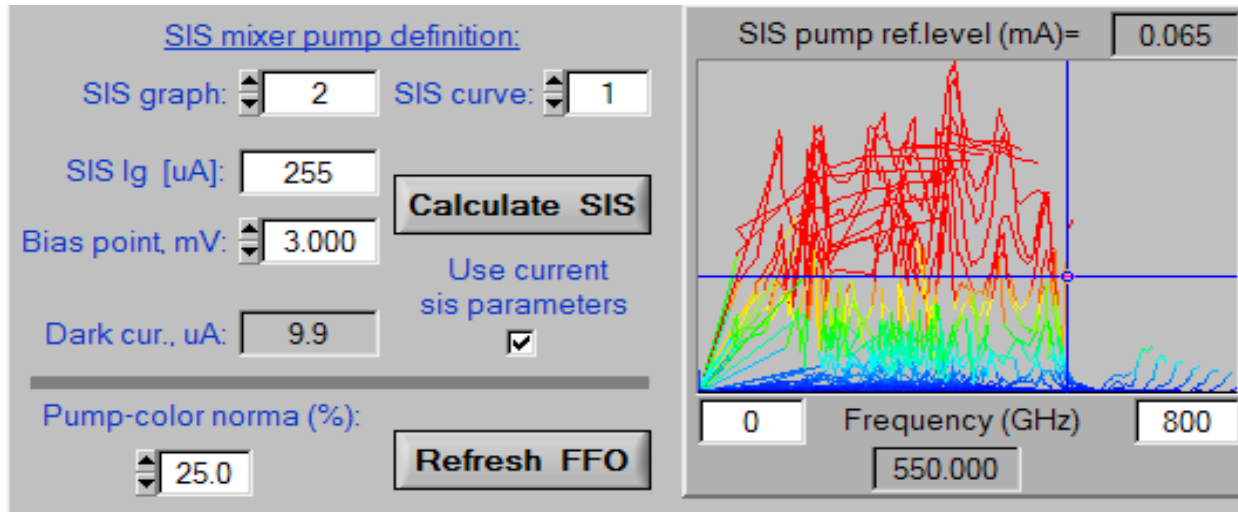 SIS mixer pump definition:
SIS graph: 2 SIS curve: 1
SIS Ig [uA]: 255
Calculate SIS
Bias point, mV: 3.000
Use current
sis parameters
Dark cur., uA: 9.9
Pump-color norma (%):
25.0
Refresh FFO
SIS pump ref.level (mA)= 0.065
0 Frequency (GHz) 800
550.000